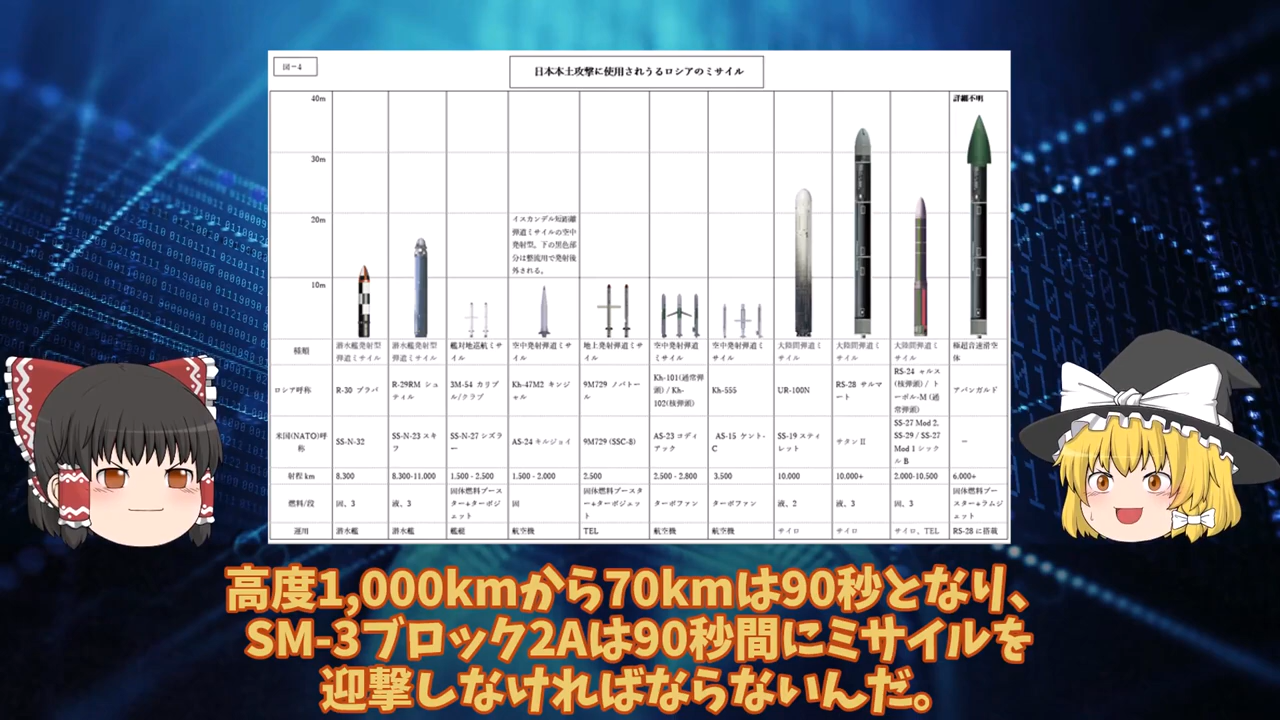 図－4
日本本土攻撃に使用されうるロシアのミサイル
40m
30m
20m
10m
詳細不明
イスカンデル短距離
弾道ミサイルの空中
発射型。下の黒色部
分は整流用で発射後
外される。
種類
潜水艦発射型
弾道ミサイル
潜水艦発射型
弾道ミサイル
艦対地巡航ミサ
イル
空中発射弾道ミサ
イル
地上発射弾道ミサ
イル
空中発射弾道
ミサイル
空中発射弾道ミ
サイル
大陸間弾道ミ
サイル
大陸間弾道ミ
サイル
大陸間弾道ミ
サイル
極超音速滑空
体
ロシア呼称
R-30 ブラバ
R-29RM シュ
ティル
3M-54 カリブ
ル/クラブ
Kh-47M2 キンジ
ャル
9M729 ノバトー
ル
Kh-101(通常弾
頭) / Kh-
102(核弾頭)
Kh-555
UR-100N
RS-28 サルマ
ート
RS-24 ヤルス
(核弾頭) / ト
ーポル-M (通
常弾頭)
アバンガルド
米国(NATO)呼
称
SS-N-32
SS-N-23 スキ
フ
SS-N-27 シズラ
ー
AS-24 キルジョイ
9M729 (SSC-8)
AS-23 コディ
アック
AS-15 ケント-
C
SS-19 スティ
レット
サタンⅡ
SS-27 Mod 2,
SS-29 / SS-27
Mod 1 シック
ル B
－
射程 km
8.300
8.300-11.000
1.500 - 2.500
1.500 - 2.000
2.500
2.500 - 2.800
3.500
10.000
10.000+
2.000-10.500
6.000+
燃料/段
固、3
液、3
固体燃料ブース
ター+ターボジ
ェット
固
固体燃料ブースタ
ー+ターボジェッ
ト
ターボファン
ターボファン
液、2
液、3
固、3
固体燃料ブー
スター+ラムジ
ェット
運用
潜水艦
潜水艦
艦艇
航空機
TEL
航空機
航空機
サイロ
サイロ
サイロ、TEL
RS-28 に搭載
高度1,000kmから70kmは90秒となり、
SM-3ブロック2Aは90秒間にミサイルを
迎撃しなければならないんだ。